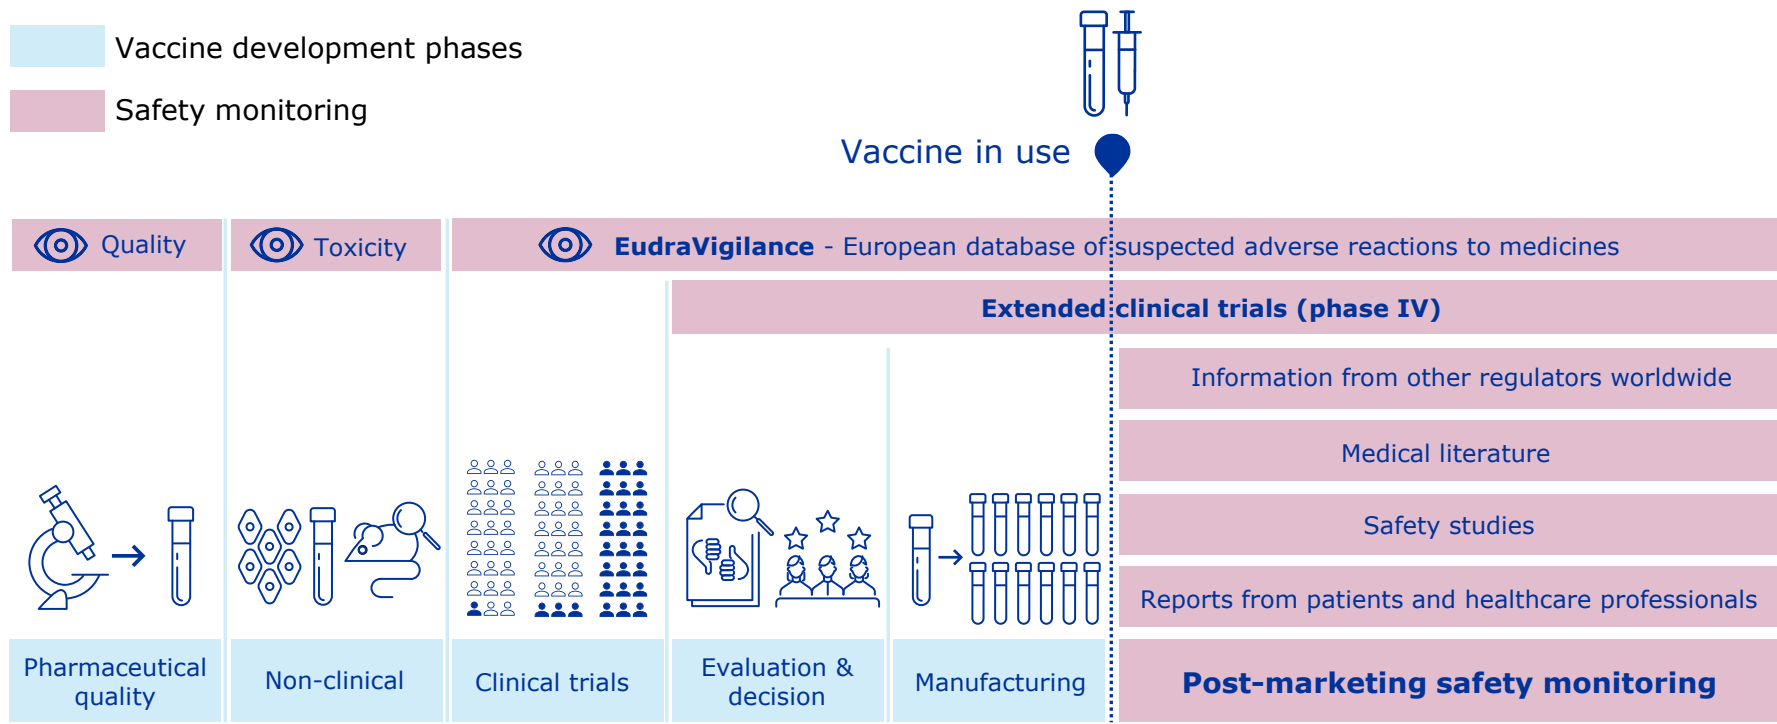 Vaccine development phases
Safety monitoring
Vaccine in use
Quality
Toxicity
EudraVigilance - European database of suspected adverse reactions to medicines
Extended clinical trials (phase IV)
Information from other regulators worldwide
Medical literature
Safety studies
Reports from patients and healthcare professionals
Pharmaceutical
quality
Non-clinical
Clinical trials
Evaluation &
decision
Manufacturing
Post-marketing safety monitoring